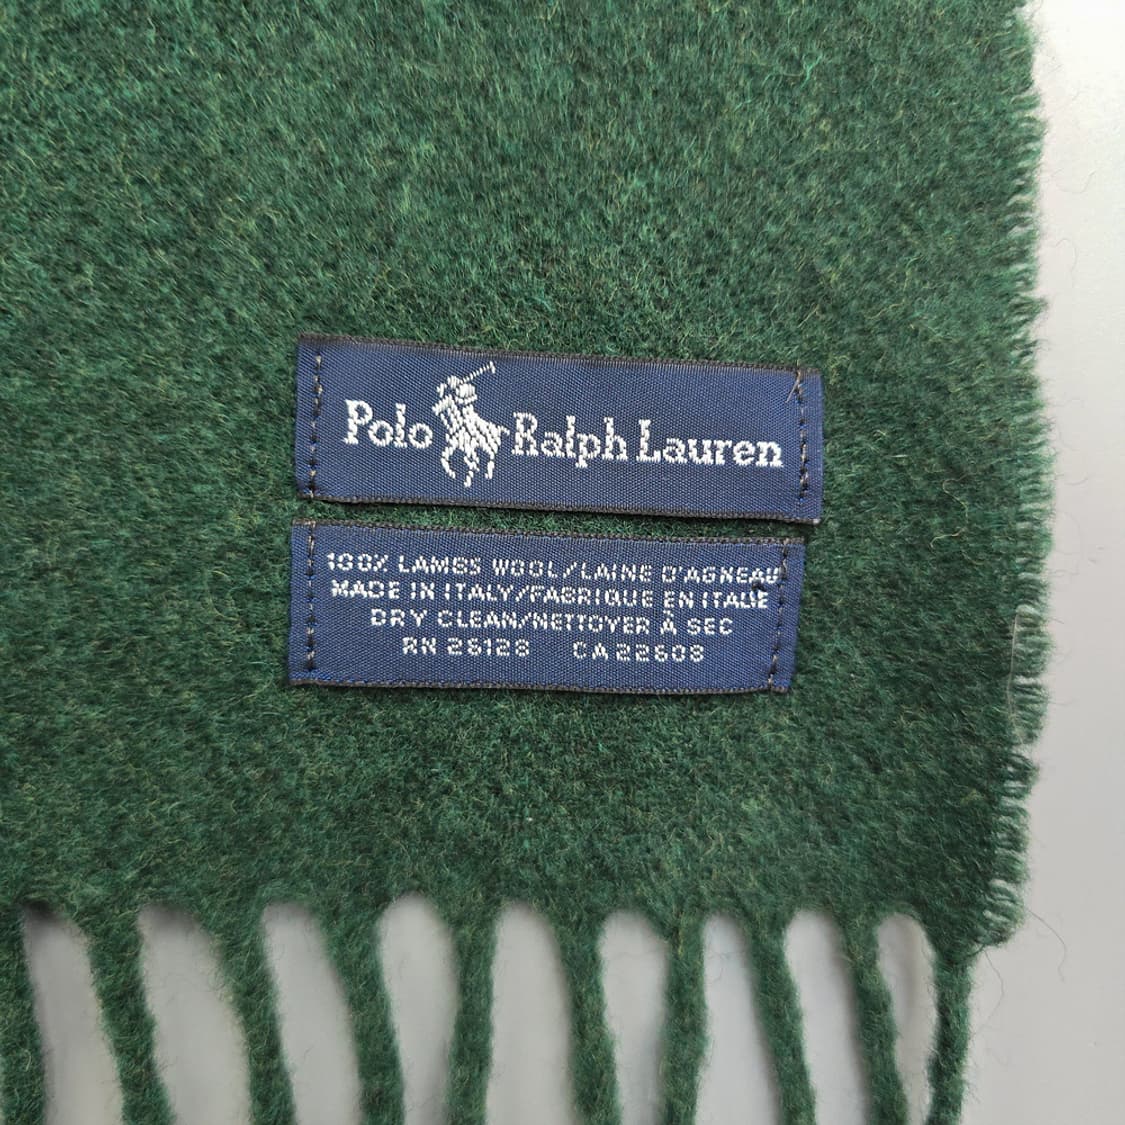 Polo Ralph Lauren
100% LAMBS WOOL/LAINE D'AGNEAU
MADE IN ITALY/FABRIQUE EN ITALIE
DRY CLEAN/NETTOYER À SEC
RN 28128 CA 22608